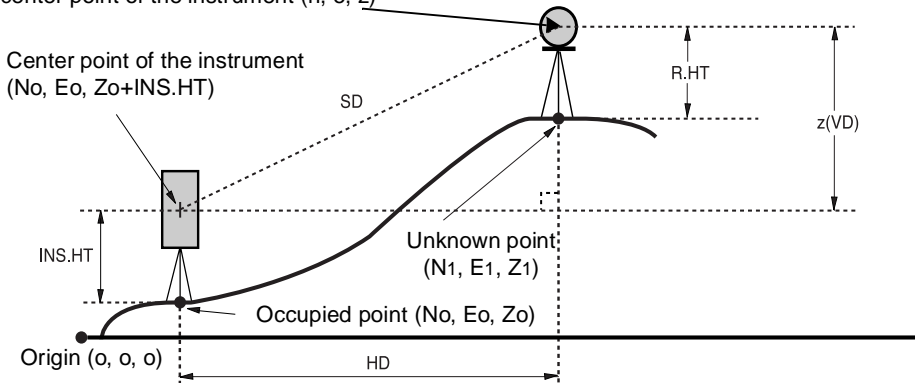 center point of the instrument (n, e, z)
Center point of the instrument
(No, Eo, Zo+INS.HT)
SD
R.HT
z(VD)
INS.HT
Unknown point
(N1, E1, Z1)
Occupied point (No, Eo, Zo)
Origin (o, o, o)
HD